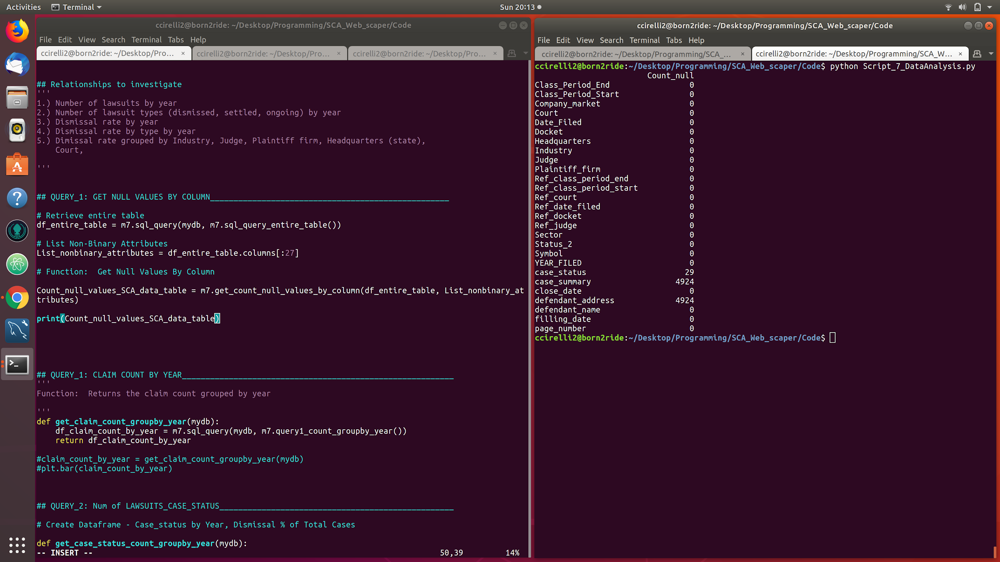 Activities
Terminal
Sun 20:13
ccirelli2@born2ride: ~/Desktop/Programming/SCA_Web_scaper/Code
File Edit View Search Terminal Tabs Help
ccirelli2@born2ride: ~/Desktop/Pro...
ccirelli2@born2ride: ~/Desktop/Pro...
ccirelli2@born2ride: ~/Desktop/Pro...
## Relationships to investigate
'''
1.) Number of lawsuits by year
2.) Number of lawsuit types (dismissed, settled, ongoing) by year
3.) Dismissal rate by year
4.) Dismissal rate by type by year
5.) Dimissal rate grouped by Industry, Judge, Plaintiff firm, Headquarters (state),
Court,
'''
## QUERY_1: GET NULL VALUES BY COLUMN___________________________________________________
# Retrieve entire table
df_entire_table = m7.sql_query(mydb, m7.sql_query_entire_table())
# List Non-Binary Attributes
List_nonbinary_attributes = df_entire_table.columns[:27]
# Function:  Get Null Values By Column
Count_null_values_SCA_data_table = m7.get_count_null_values_by_column(df_entire_table, List_nonbinary_at
tributes)
print(Count_null_values_SCA_data_table)
## QUERY_1: CLAIM COUNT BY YEAR__________________________________________________________
'''
Function:  Returns the claim count grouped by year
'''
def get_claim_count_groupby_year(mydb):
df_claim_count_by_year = m7.sql_query(mydb, m7.query1_count_groupby_year())
return df_claim_count_by_year
#claim_count_by_year = get_claim_count_groupby_year(mydb)
#plt.bar(claim_count_by_year)
## QUERY_2: Num of LAWSUITS_CASE_STATUS__________________________________________________
# Create Dataframe - Case_status by Year, Dismissal % of Total Cases
def get_case_status_count_groupby_year(mydb):
-- INSERT -- 50,39 14%
ccirelli2@born2ride: ~/Desktop/Programming/SCA_Web_scaper/Code
File Edit View Search Terminal Tabs Help
ccirelli2@born2ride: ~/Desktop/Programming/SCA_...
ccirelli2@born2ride: ~/Desktop/Programming/SCA_W...
ccirelli2@born2ride:~/Desktop/Programming/SCA_Web_scaper/Code$ python Script_7_DataAnalysis.py
Count_null
Class_Period_End 0
Class_Period_Start 0
Company_market 0
Court 0
Date_Filed 0
Docket 0
Headquarters 0
Industry 0
Judge 0
Plaintiff_firm 0
Ref_class_period_end 0
Ref_class_period_start 0
Ref_court 0
Ref_date_filed 0
Ref_docket 0
Ref_judge 0
Sector 0
Status_2 0
Symbol 0
YEAR_FILED 0
case_status 29
case_summary 4924
close_date 0
defendant_address 4924
defendant_name 0
filling_date 0
page_number 0
ccirelli2@born2ride:~/Desktop/Programming/SCA_Web_scaper/Code$